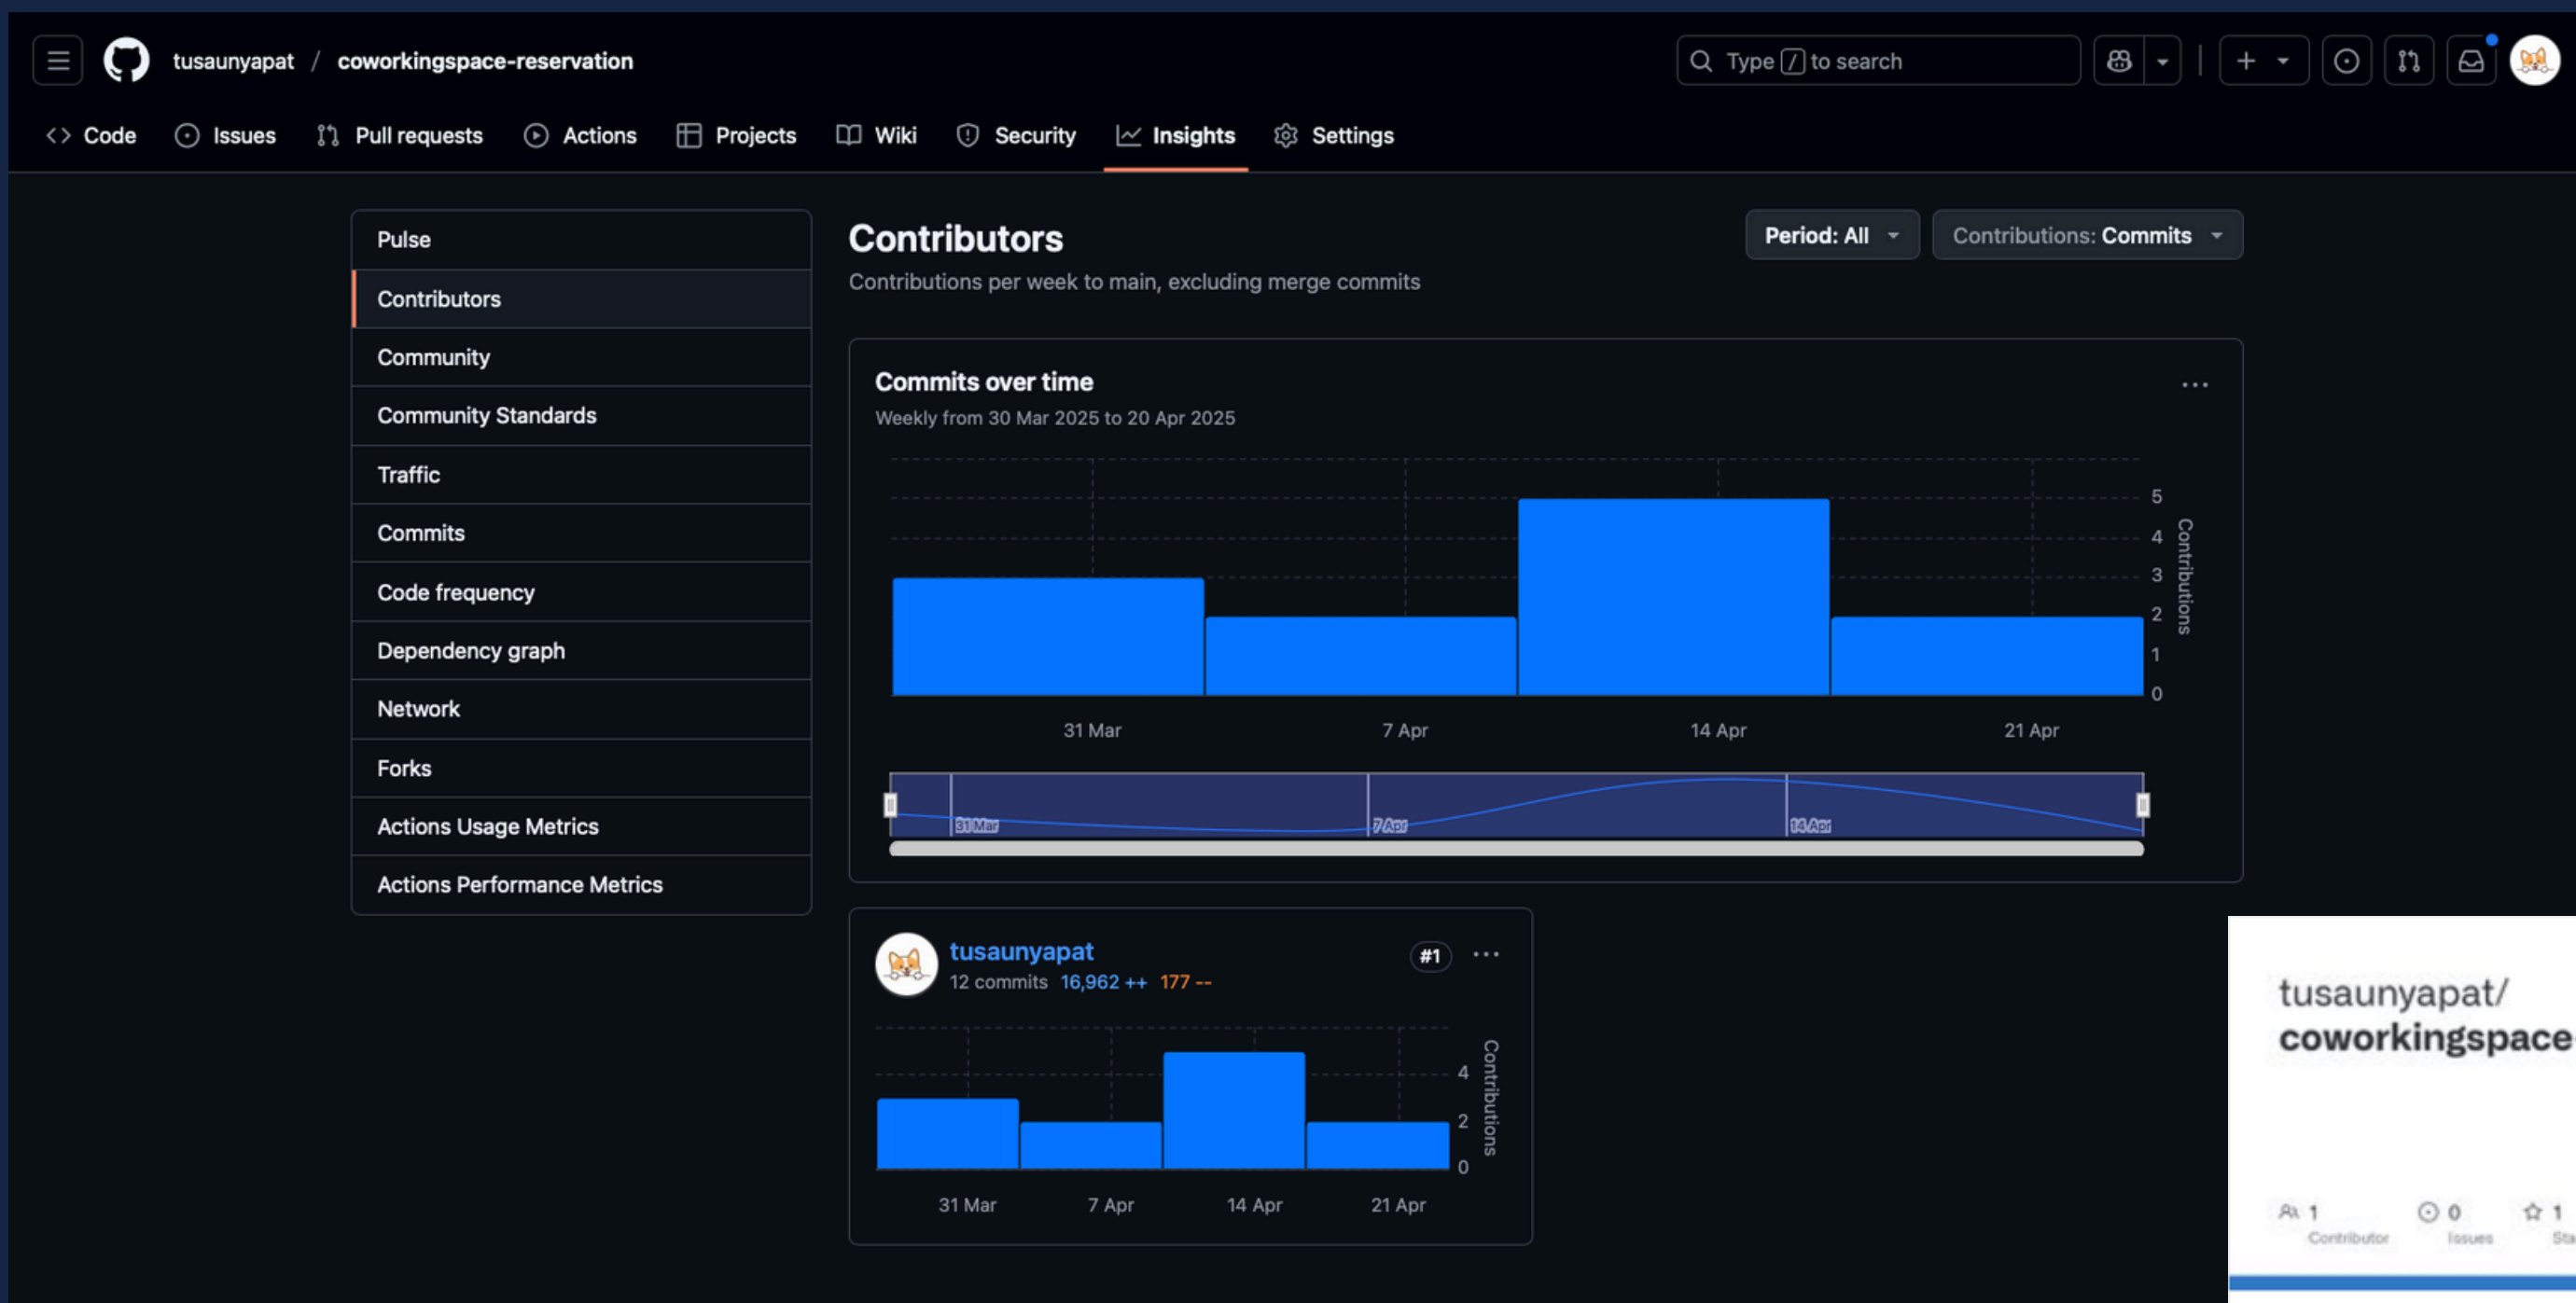 tusaunyapat / coworkingspace-reservation
Type / to search
Code Issues Pull requests Actions Projects Wiki Security Insights Settings
Pulse
Contributors
Community
Community Standards
Traffic
Commits
Code frequency
Dependency graph
Network
Forks
Actions Usage Metrics
Actions Performance Metrics
Contributors
Period: All
Contributions: Commits
Contributions per week to main, excluding merge commits
Commits over time
Weekly from 30 Mar 2025 to 20 Apr 2025
5
4
3
2
1
0
Contributions
31 Mar 7 Apr 14 Apr 21 Apr
31 Mar 7 Apr 14 Apr
tusaunyapat
#1
12 commits 16,962 ++ 177 --
4
2
0
Contributions
31 Mar 7 Apr 14 Apr 21 Apr
tusaunyapat/
coworkingspace
1 0 1
Contributor Issues Sta